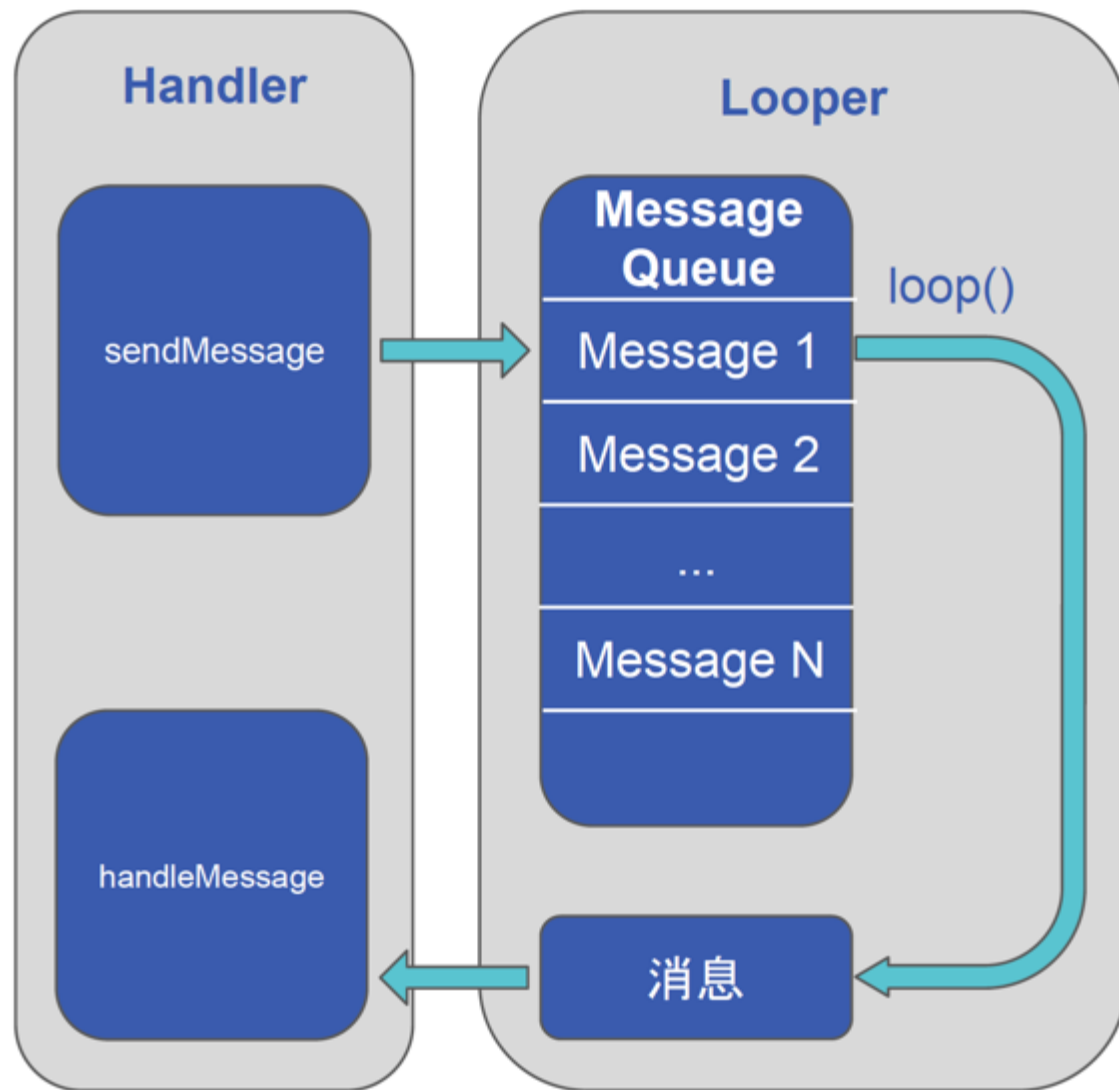 Handler
sendMessage
handleMessage
Looper
Message
Queue
Message 1
Message 2
...
Message N
loop()
消息